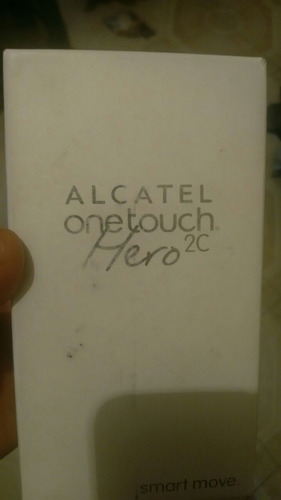 ALCATEL
onetouch
Hero 2C
smart move